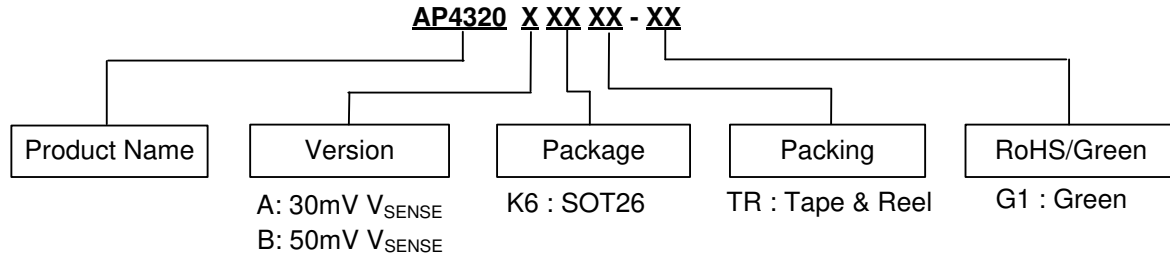 AP4320 X XX XX - XX
Product Name Version Package Packing RoHS/Green
A: 30mV VSENSE K6 : SOT26 TR : Tape & Reel G1 : Green
B: 50mV VSENSE